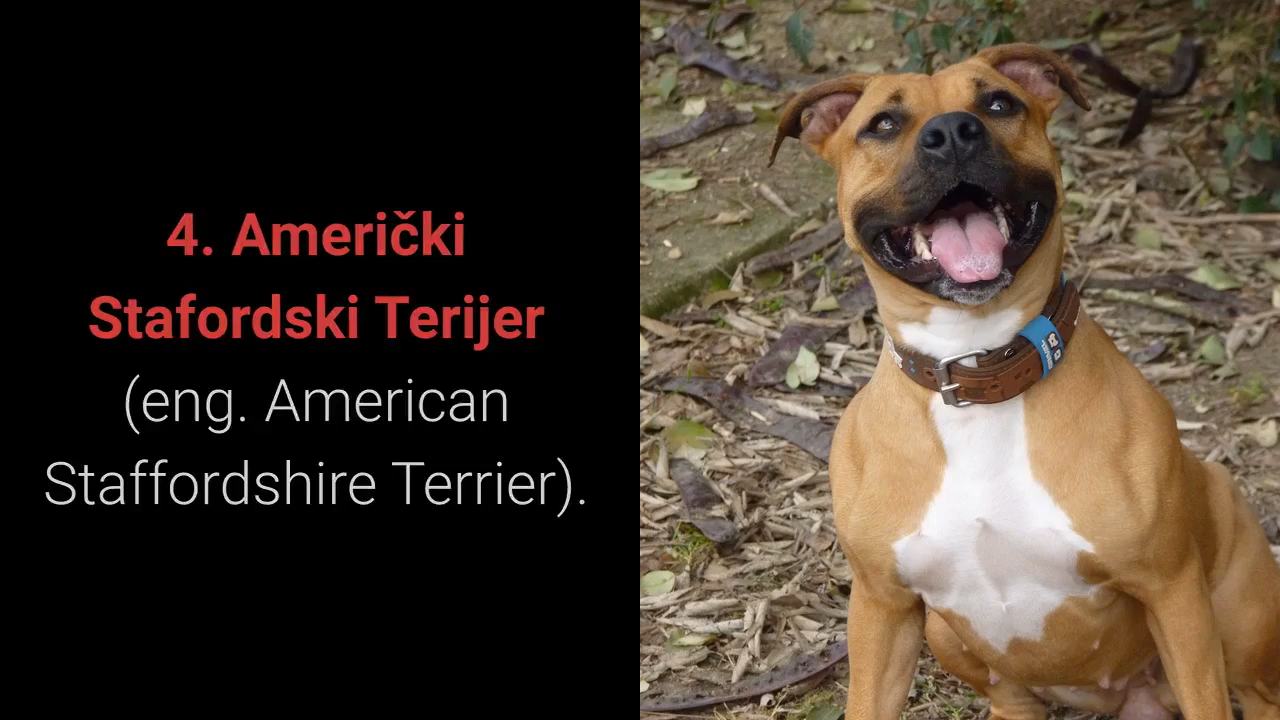 4. Američki
Stafordski Terijer
(eng. American
Staffordshire Terrier).